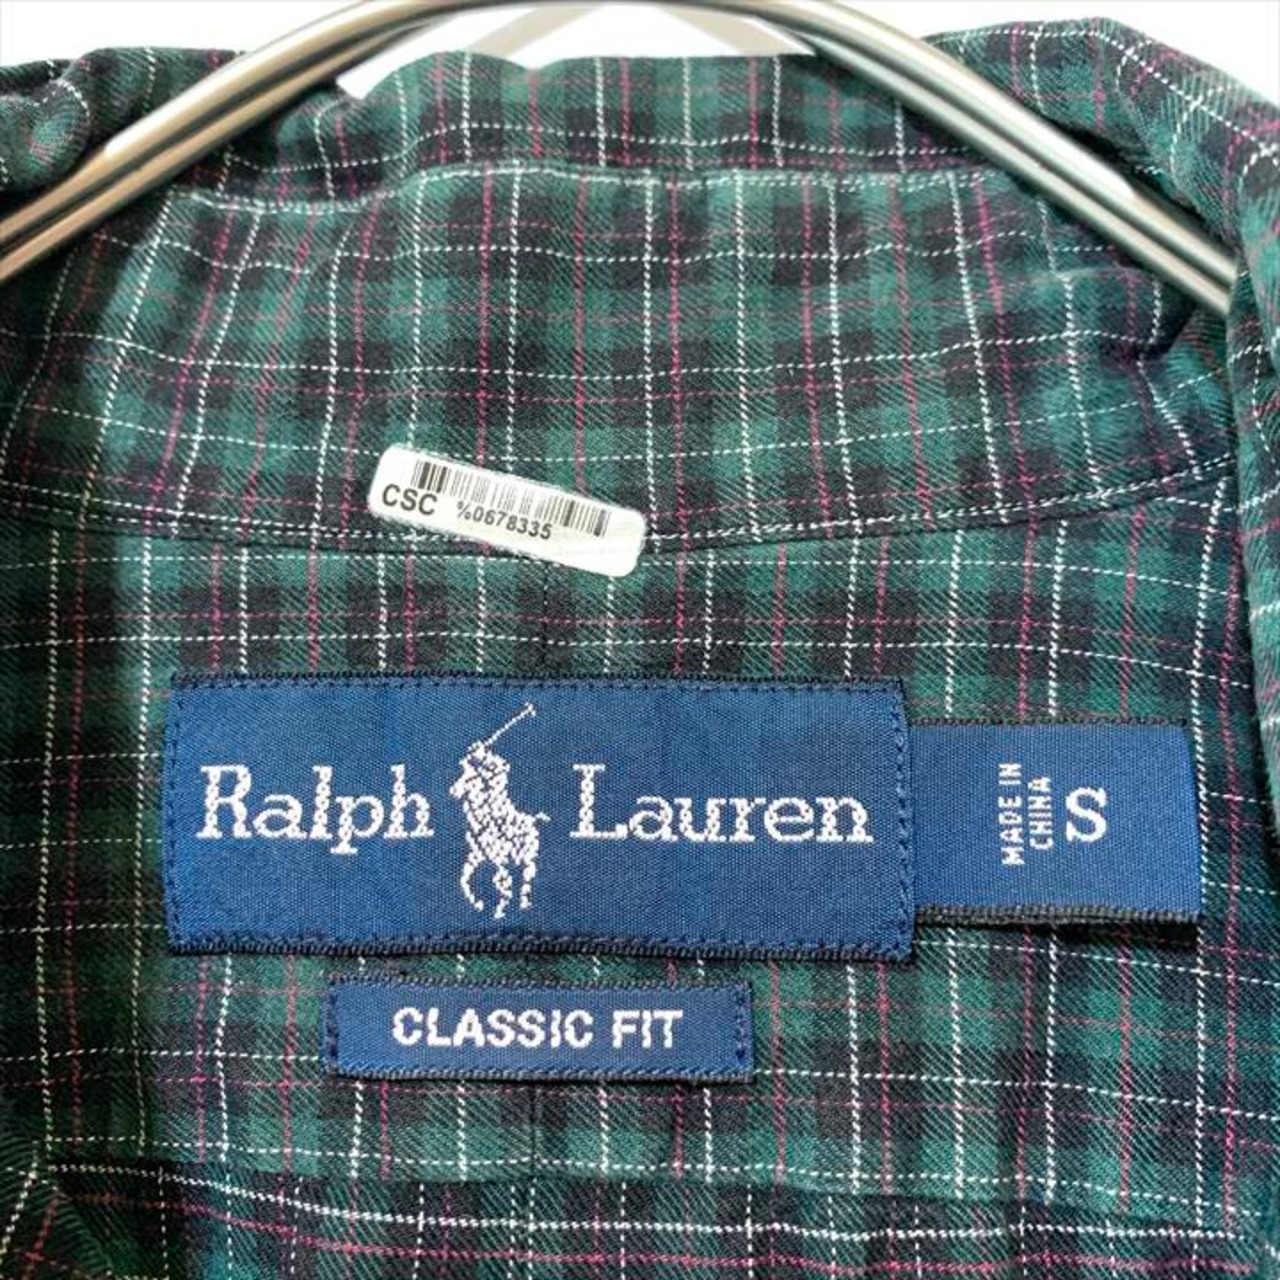 CSC %0678335
Ralph Lauren
MADE IN
CHINA
S
CLASSIC FIT